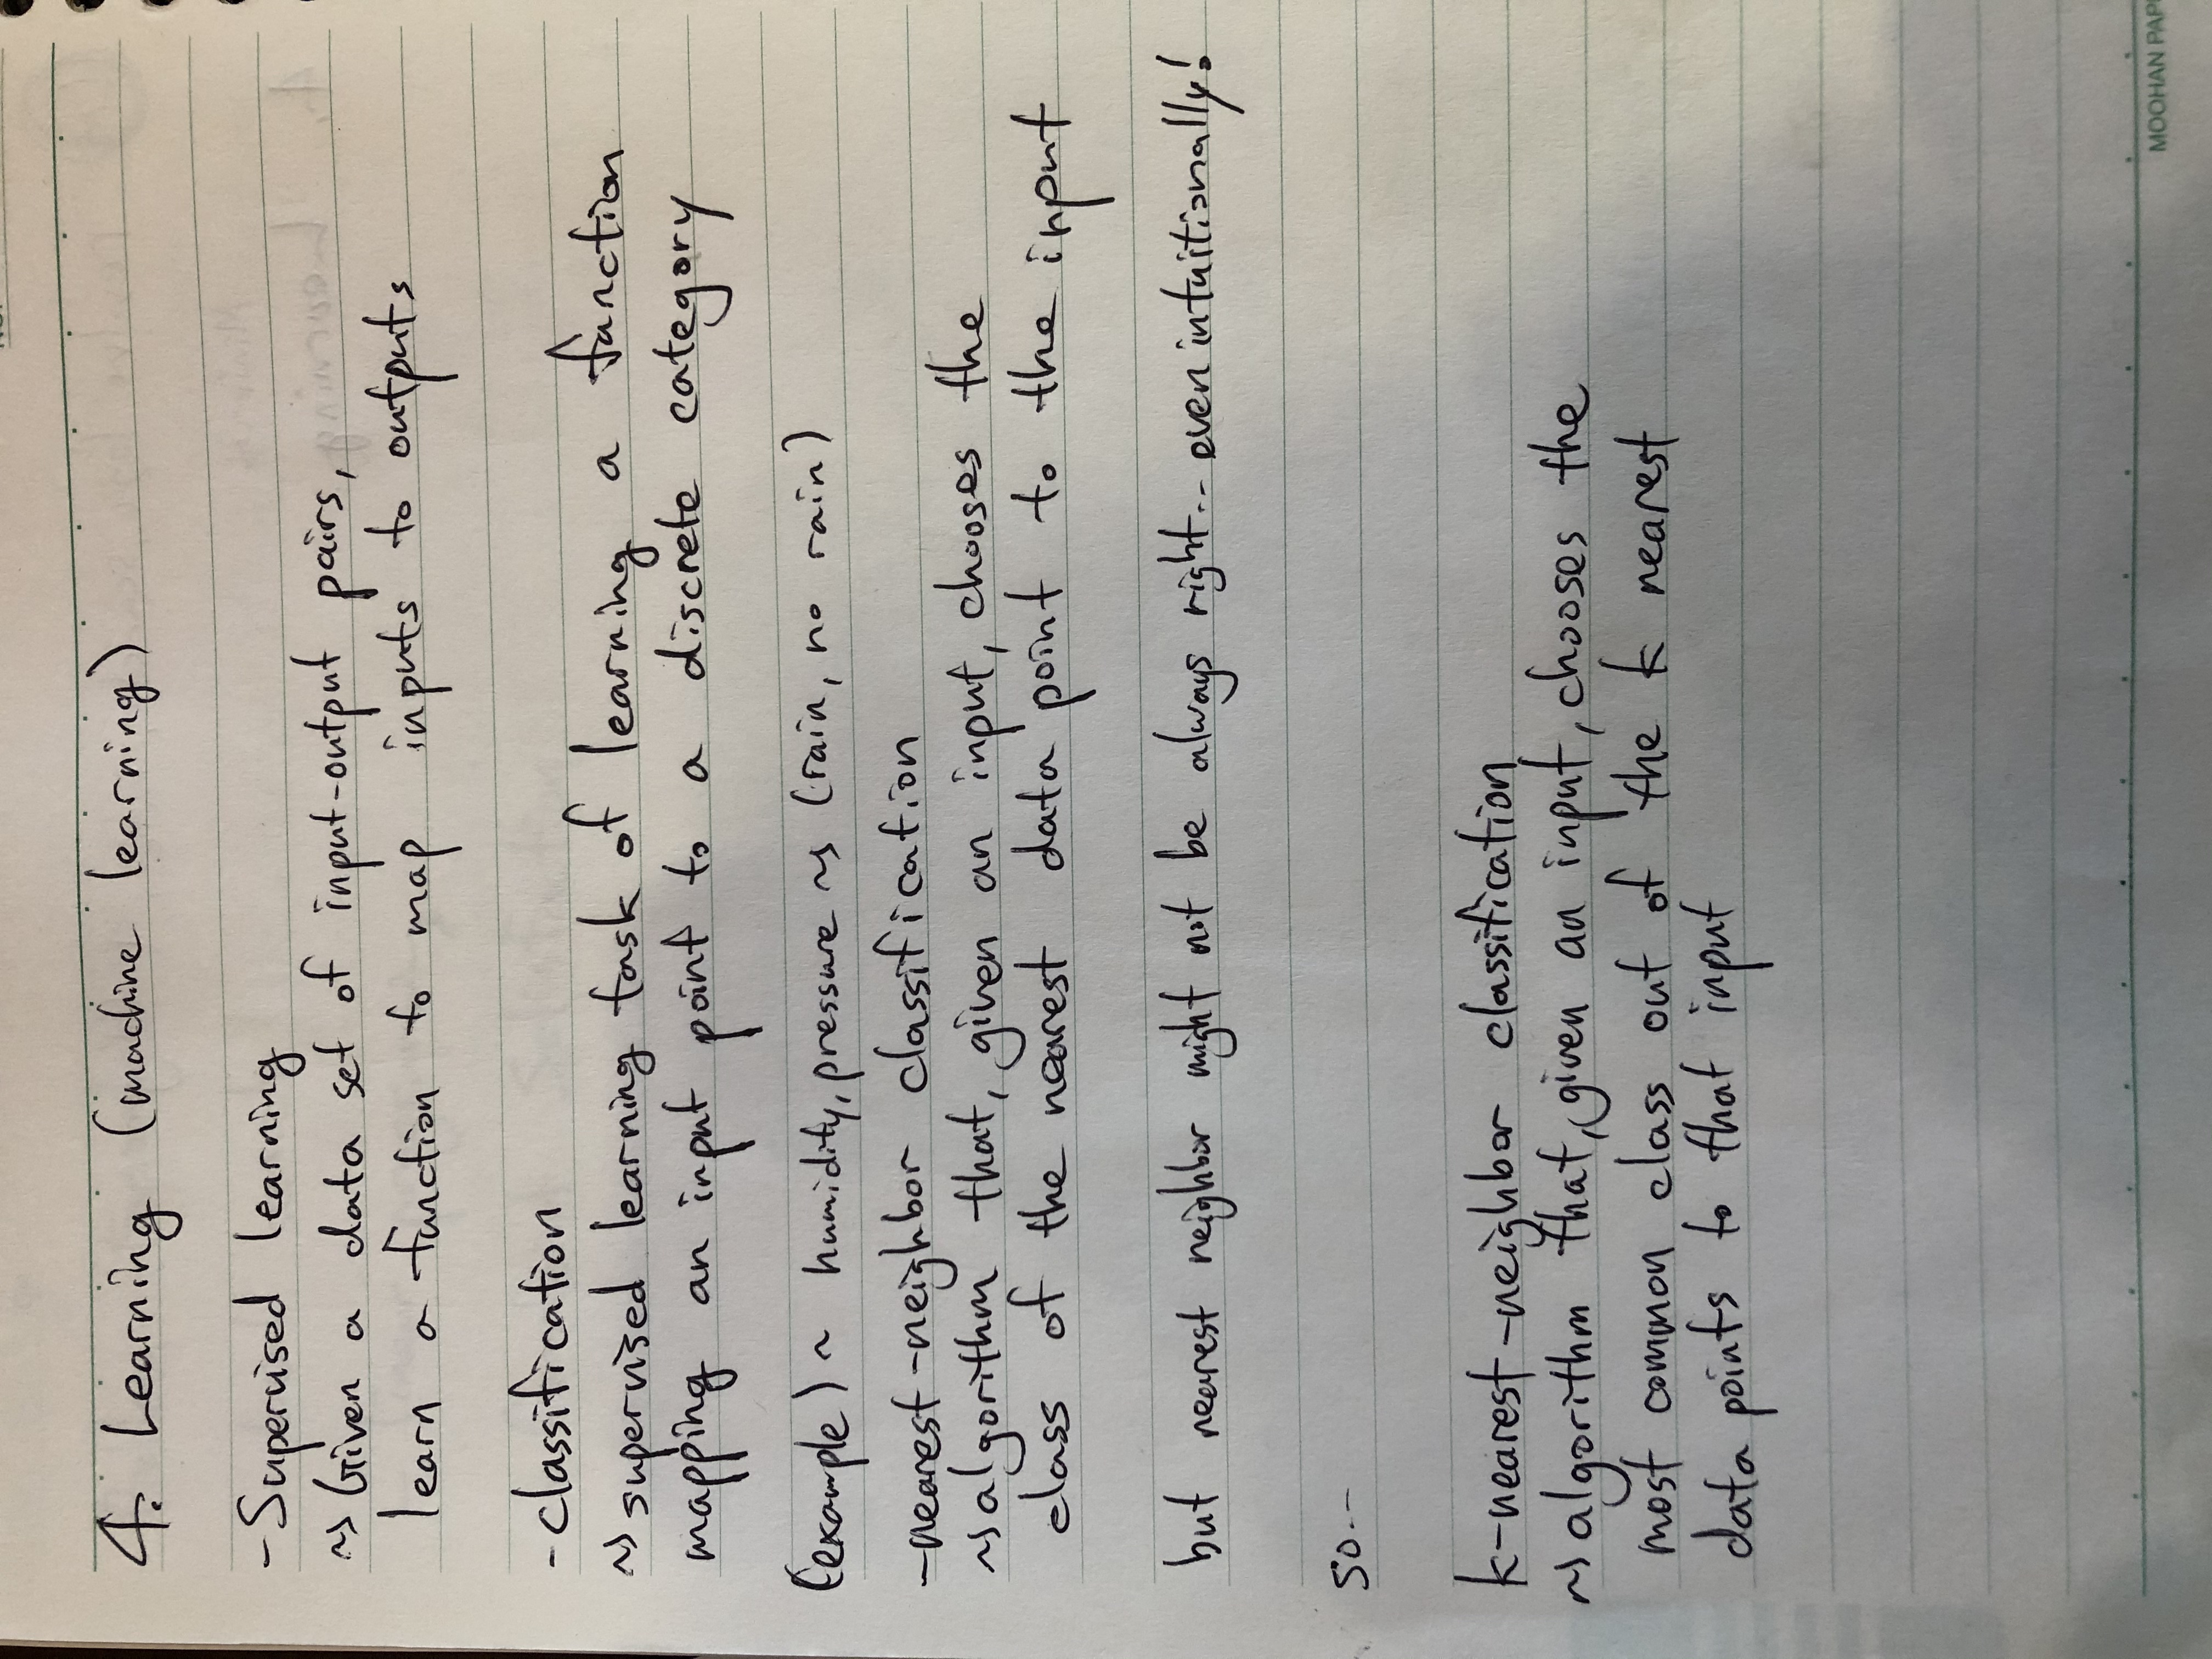 4. Learning (machine learning)
-Supervised learning
~> Given a data set of input-output pairs,
learn a function to map inputs to outputs
-classification
~> supervised learning task of learning a function
mapping an input point to a discrete category
(example) ~ humidity, pressure ~> (rain, no rain)
-nearest-neighbor classification
~> algorithm that, given an input, chooses the
class of the nearest data point to the input
but nearest neighbor might not be always right.. even intuitionally!
so..
k-nearest-neighbor classification
~> algorithm that, given an input, chooses the
most common class out of the k nearest
data points to that input
MOOHAN PAP